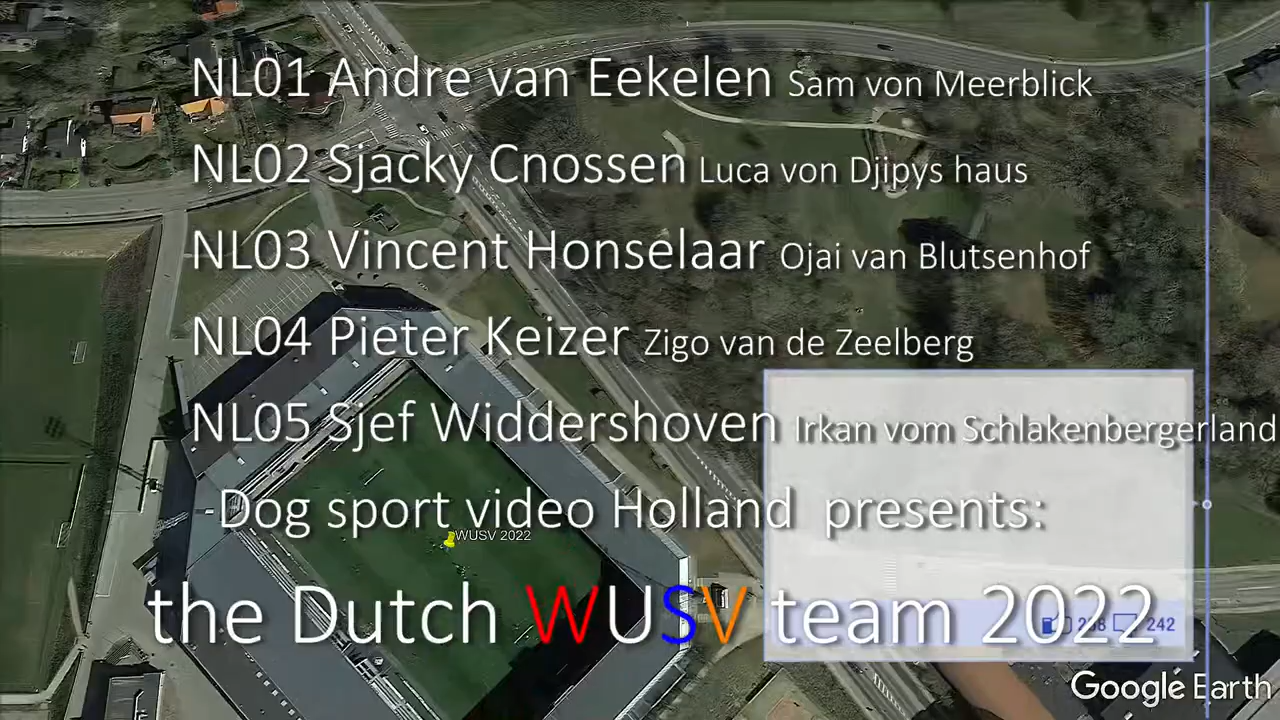 NL01 Andre van Eekelen Sam von Meerblick
NL02 Sjacky Cnossen Luca von Djipys haus
NL03 Vincent Honselaar Ojai van Blutsenhof
NL04 Pieter Keizer Zigo van de Zeelberg
NL05 Sjef Widdershoven Irkan vom Schlakenbergerland
Dog sport video Holland presents:
WUSV 2022
the Dutch WUSV team 2022
242
Google Earth